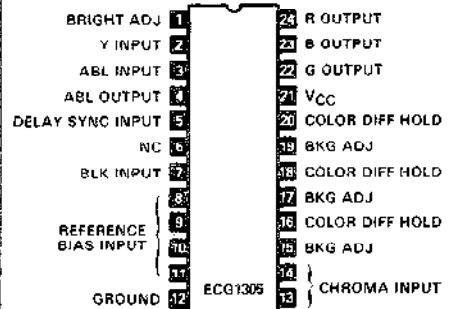 BRIGHT ADJ 1
Y INPUT 2
ABL INPUT 3
ABL OUTPUT 4
DELAY SYNC INPUT 5
NC 6
BLK INPUT 7
8
9
REFERENCE
BIAS INPUT
10
11
GROUND 12
ECG1305
24 R OUTPUT
23 B OUTPUT
22 G OUTPUT
21 VCC
20 COLOR DIFF HOLD
19 BKG ADJ
18 COLOR DIFF HOLD
17 BKG ADJ
16 COLOR DIFF HOLD
15 BKG ADJ
14
CHROMA INPUT
13